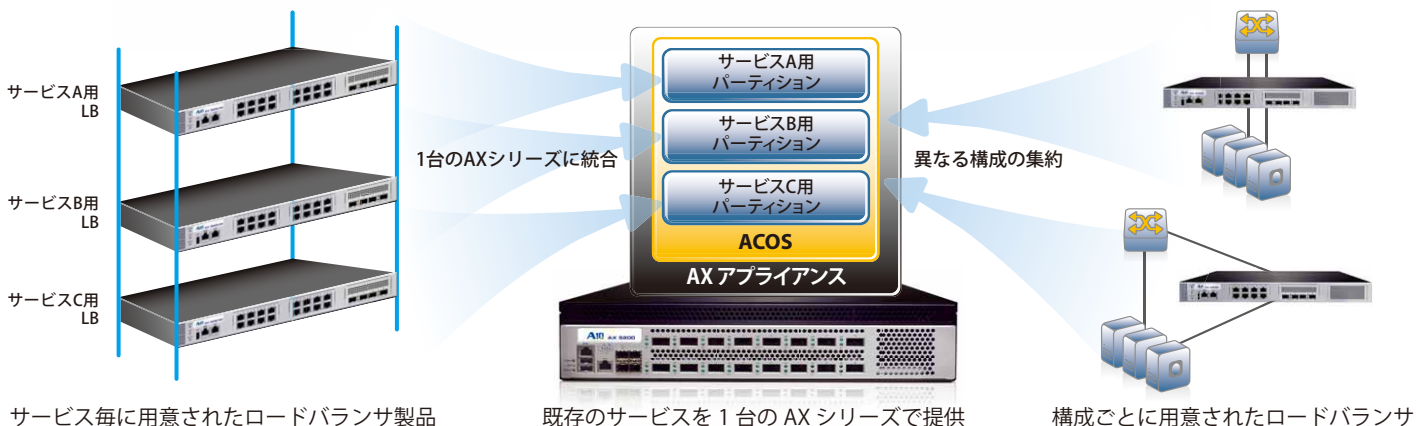 サービスA用
LB
サービスB用
LB
サービスC用
LB
1台のAXシリーズに統合
サービスA用
パーティション
サービスB用
パーティション
サービスC用
パーティション
ACOS
AX アプライアンス
A10 AX 5200
異なる構成の集約
サービス毎に用意されたロードバランサ製品
既存のサービスを 1 台の AX シリーズで提供
構成ごとに用意されたロードバランサ